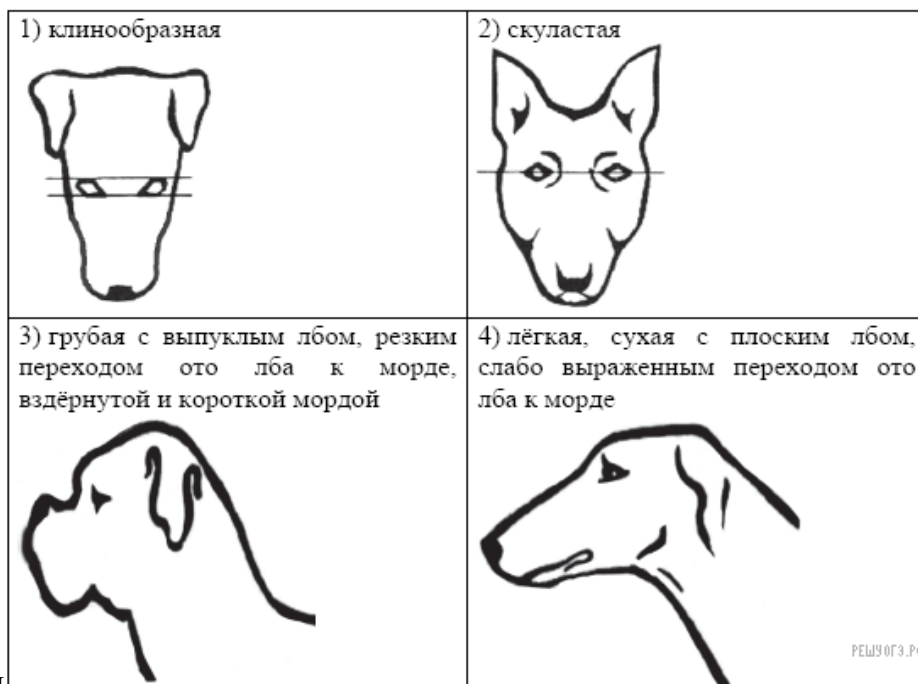 1) клинообразная
2) скуластая
3) грубая с выпуклым лбом, резким
переходом ото лба к морде,
вздёрнутой и короткой мордой
4) лёгкая, сухая с плоским лбом,
слабо выраженным переходом ото
лба к морде